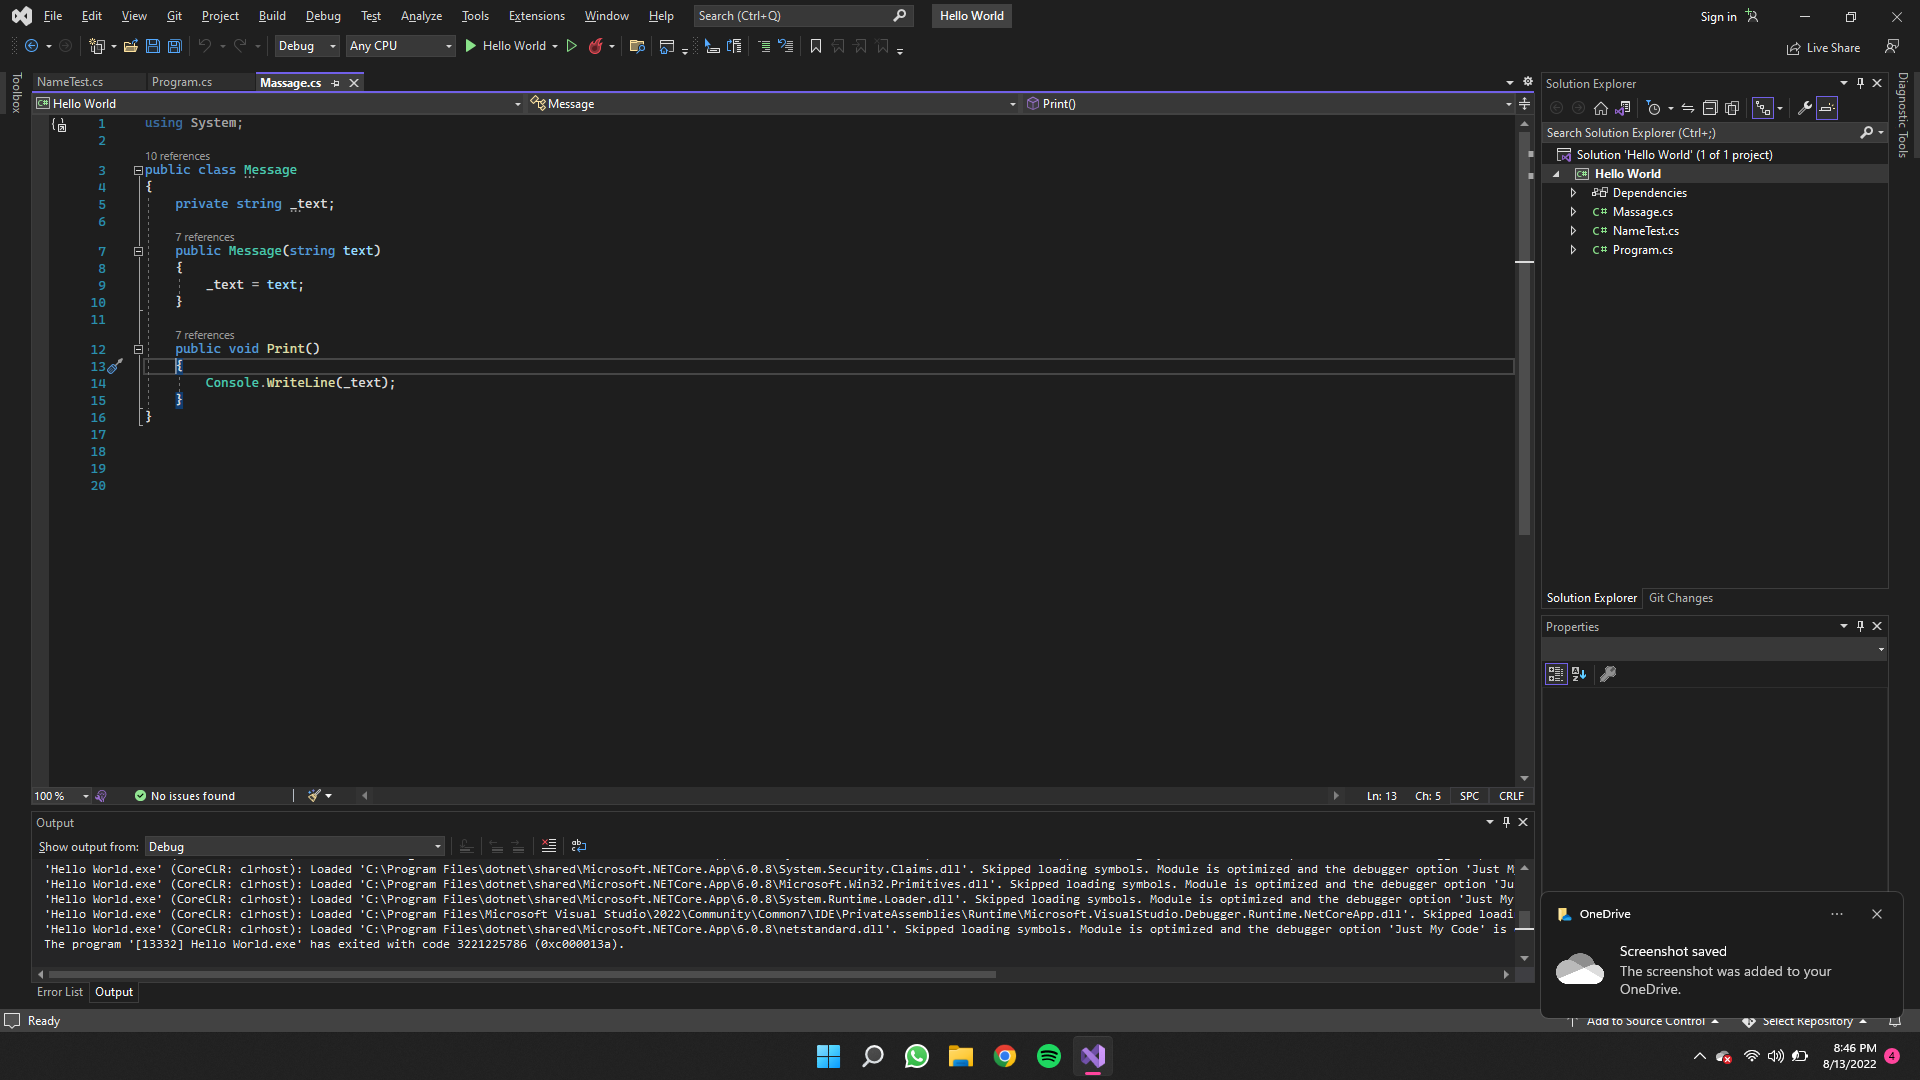 File Edit View Git Project Build Debug Test Analyze Tools Extensions Window Help Search (Ctrl+Q) Hello World Sign in
Debug Any CPU Hello World Live Share
Toolbox
NameTest.cs Program.cs Massage.cs
Hello World Message Print()
1 using System;
2
10 references
3 public class Message
4 {
5 private string _text;
6
7 references
7 public Message(string text)
8 {
9 _text = text;
10 }
11
7 references
12 public void Print()
13 {
14 Console.WriteLine(_text);
15 }
16 }
17
18
19
20
100 % No issues found Ln: 13 Ch: 5 SPC CRLF
Output
Show output from: Debug
'Hello World.exe' (CoreCLR: clrhost): Loaded 'C:\Program Files\dotnet\shared\Microsoft.NETCore.App\6.0.8\System.Security.Claims.dll'. Skipped loading symbols. Module is optimized and the debugger option 'Just M
'Hello World.exe' (CoreCLR: clrhost): Loaded 'C:\Program Files\dotnet\shared\Microsoft.NETCore.App\6.0.8\Microsoft.Win32.Primitives.dll'. Skipped loading symbols. Module is optimized and the debugger option 'Ju
'Hello World.exe' (CoreCLR: clrhost): Loaded 'C:\Program Files\dotnet\shared\Microsoft.NETCore.App\6.0.8\System.Runtime.Loader.dll'. Skipped loading symbols. Module is optimized and the debugger option 'Just My
'Hello World.exe' (CoreCLR: clrhost): Loaded 'C:\Program Files\Microsoft Visual Studio\2022\Community\Common7\IDE\PrivateAssemblies\Runtime\Microsoft.VisualStudio.Debugger.Runtime.NetCoreApp.dll'. Skipped loadi
'Hello World.exe' (CoreCLR: clrhost): Loaded 'C:\Program Files\dotnet\shared\Microsoft.NETCore.App\6.0.8\netstandard.dll'. Skipped loading symbols. Module is optimized and the debugger option 'Just My Code' is
The program '[13332] Hello World.exe' has exited with code 3221225786 (0xc000013a).
Error List Output
Solution Explorer
Search Solution Explorer (Ctrl+;)
Solution 'Hello World' (1 of 1 project)
C# Hello World
Dependencies
C# Massage.cs
C# NameTest.cs
C# Program.cs
Solution Explorer Git Changes
Properties
Diagnostic Tools
OneDrive
Screenshot saved
The screenshot was added to your
OneDrive.
Ready Add to Source Control Select Repository
8:46 PM
8/13/2022 4